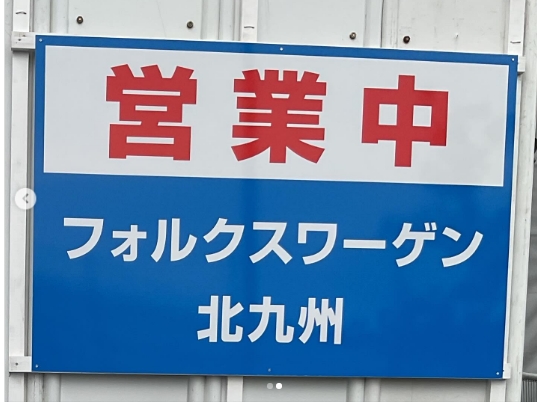 営業中
フォルクスワーゲン
北九州